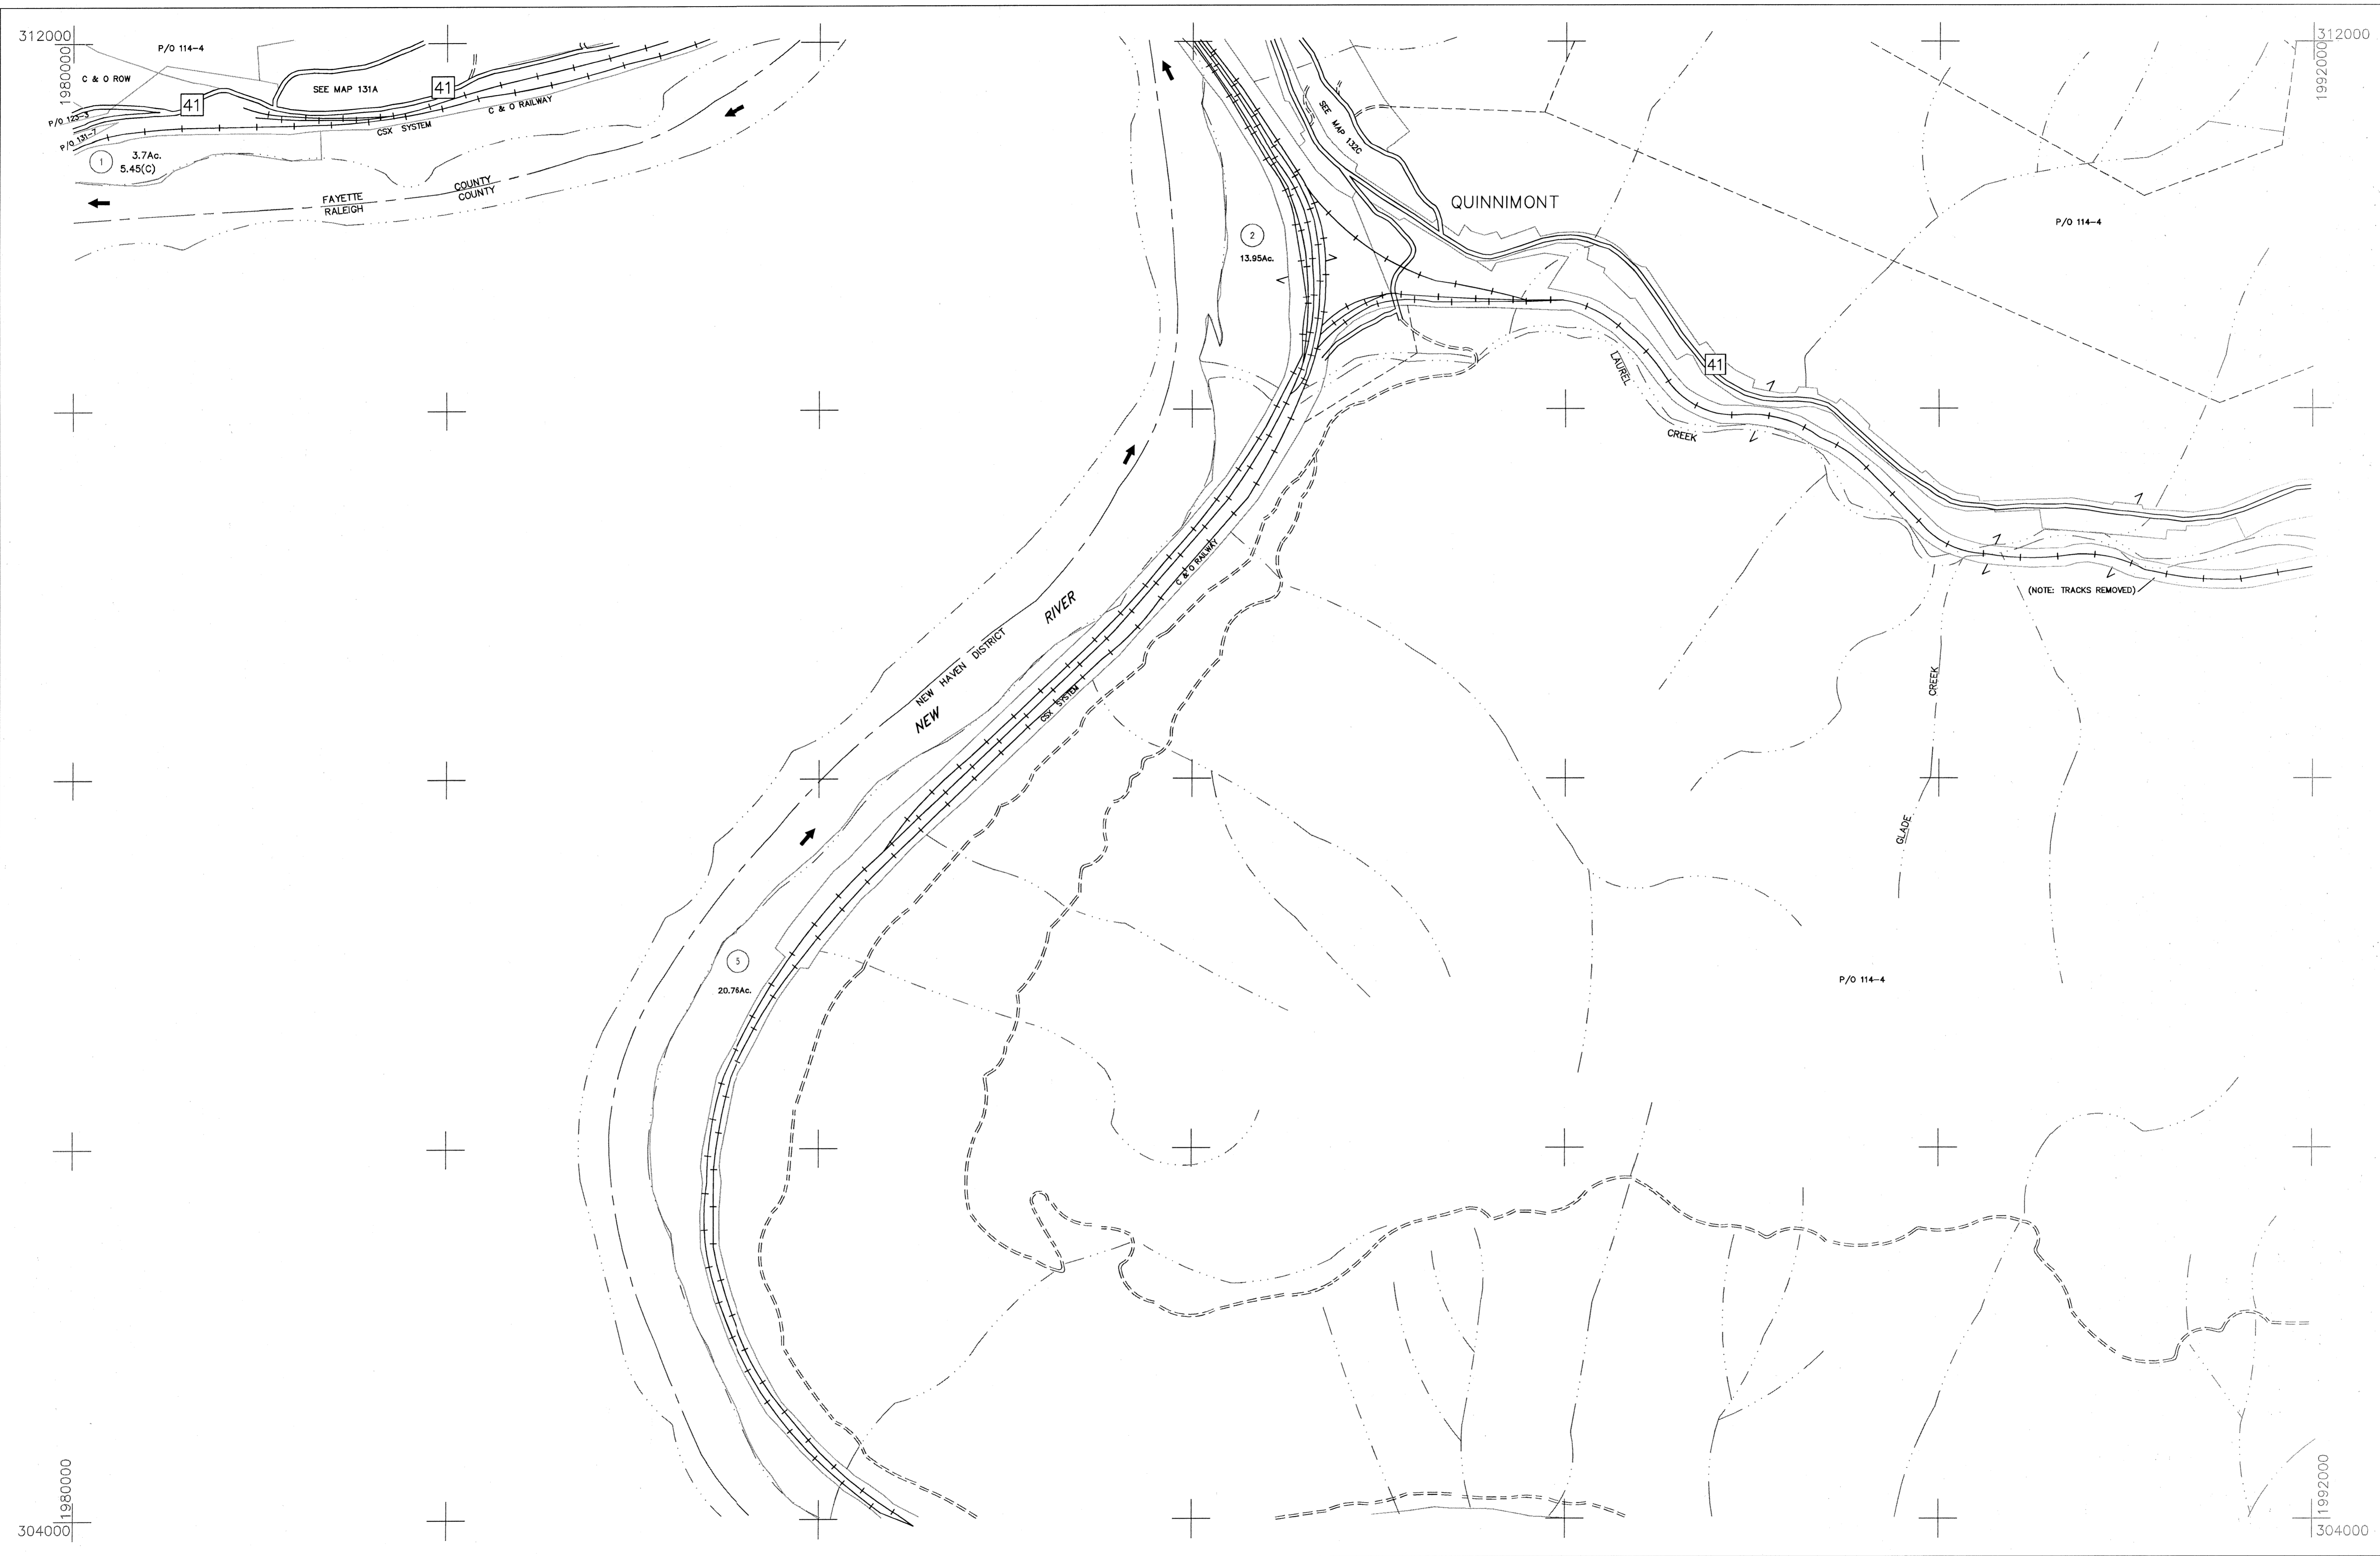 312000
1980000
P/O 114-4
C & O ROW
SEE MAP 131A
41
41
C & O RAILWAY
CSX SYSTEM
P/O 123-3
P/O 131-7
1
3.7Ac.
5.45(C)
FAYETTE COUNTY
RALEIGH COUNTY
312000
1992000
SEE MAP 132C
QUINNIMONT
P/O 114-4
2
13.95Ac.
41
LAUREL
CREEK
C & O RAILWAY
(NOTE: TRACKS REMOVED)
NEW HAVEN DISTRICT
NEW RIVER
CSX SYSTEM
GLADE CREEK
5
20.76Ac.
P/O 114-4
1980000
304000
1992000
304000